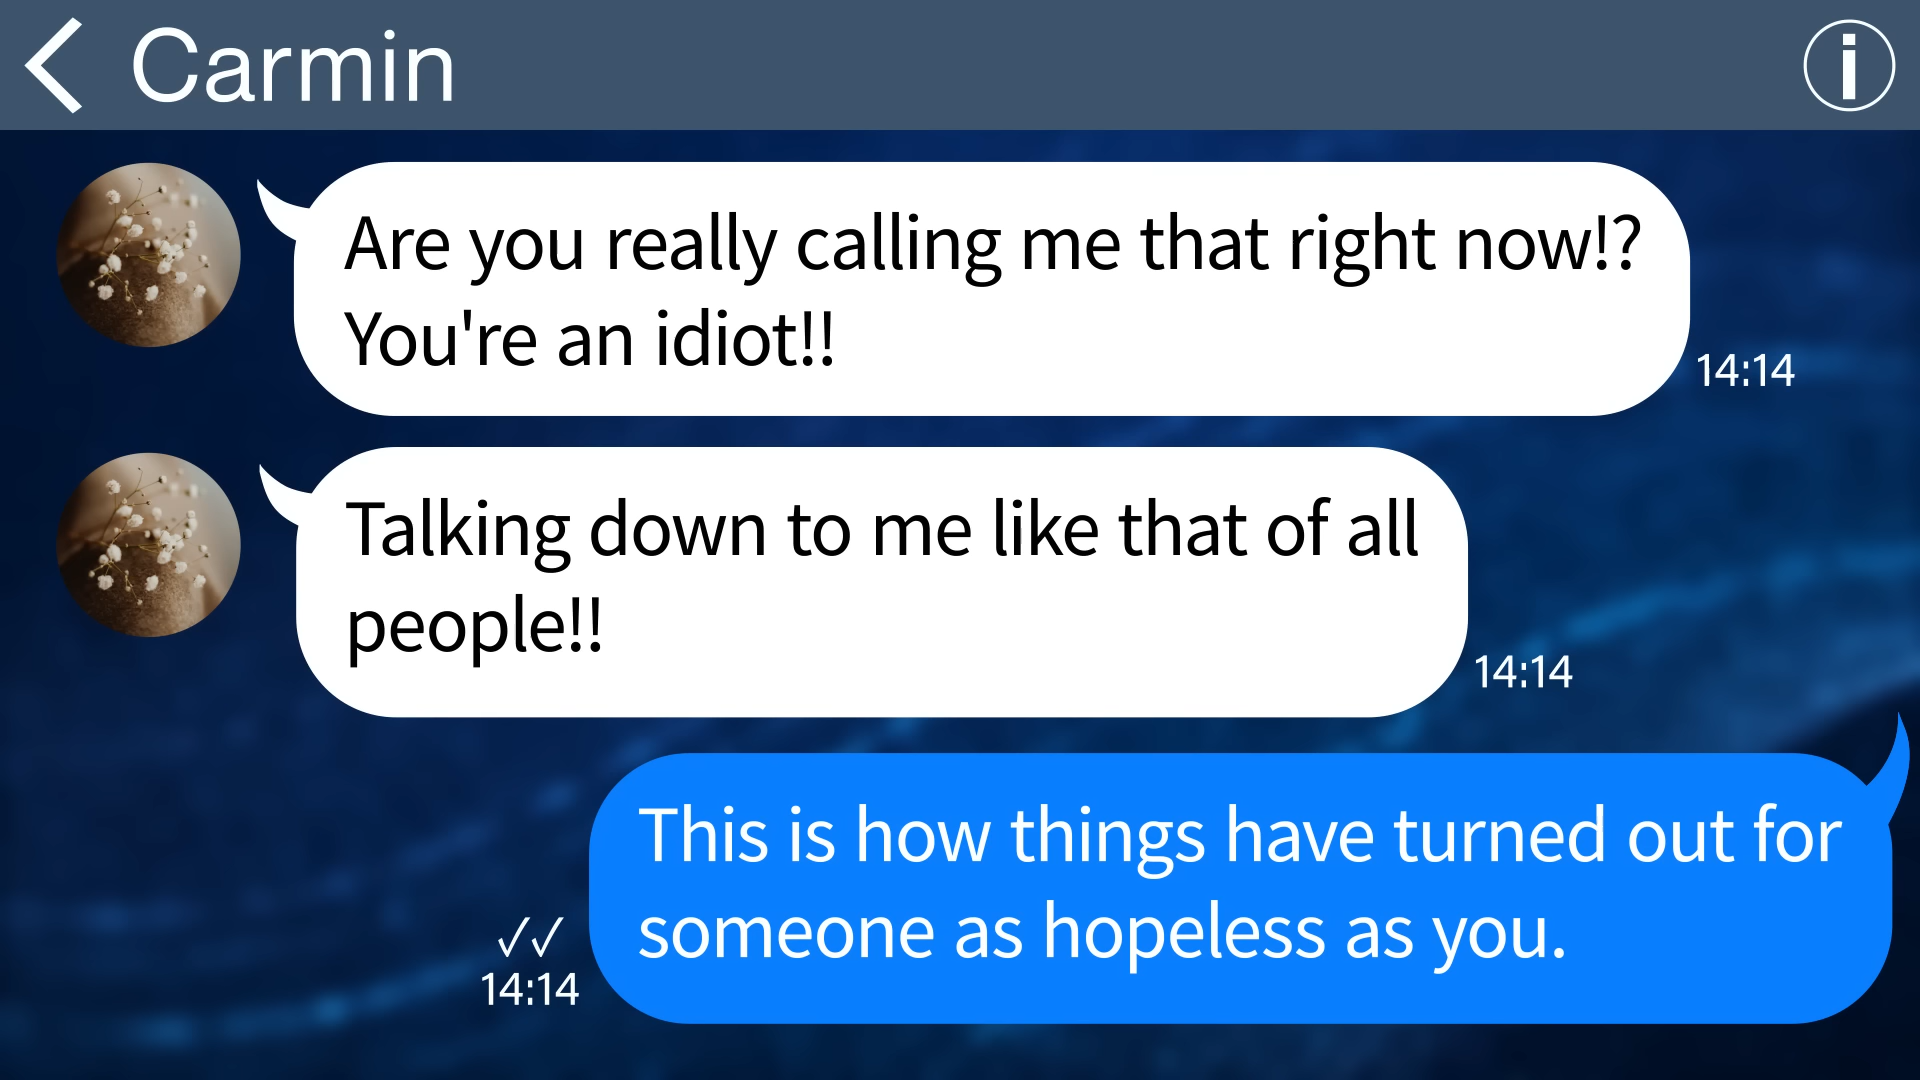 Carmin
Are you really calling me that right now!?
You're an idiot!!
14:14
Talking down to me like that of all
people!!
14:14
This is how things have turned out for
someone as hopeless as you.
✓✓
14:14